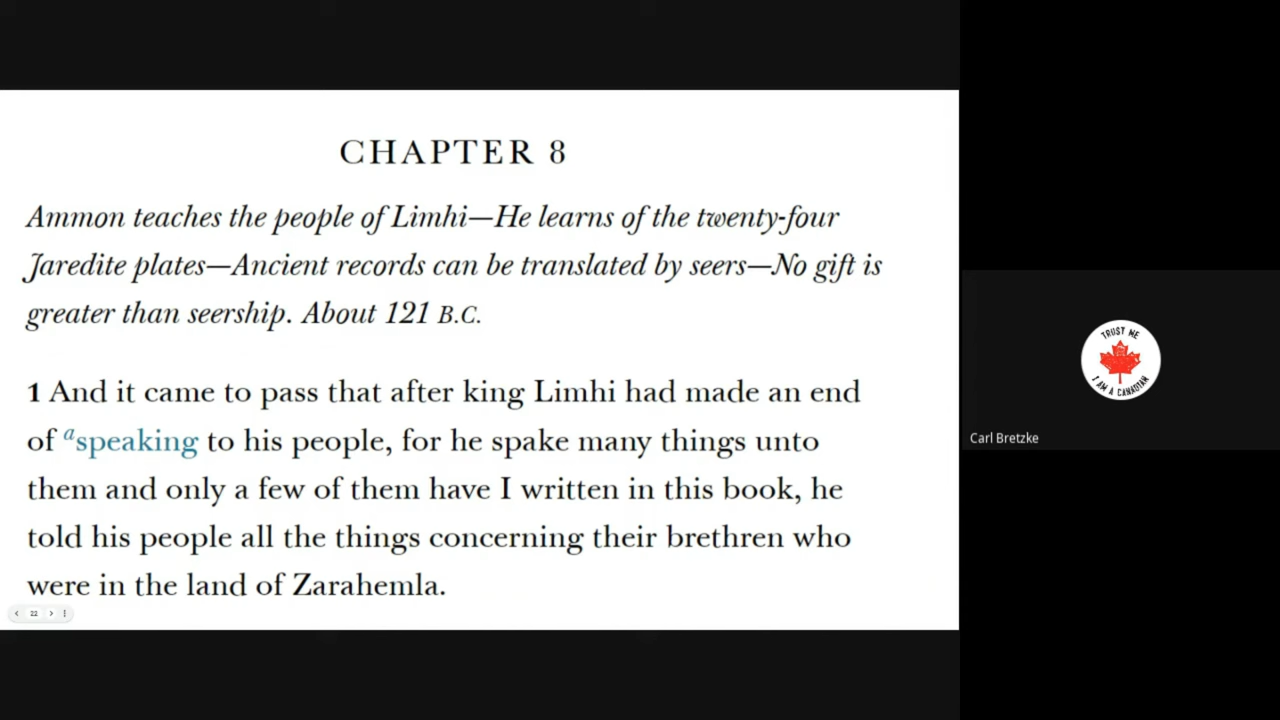 CHAPTER 8
Ammon teaches the people of Limhi—He learns of the twenty-four
Jaredite plates—Ancient records can be translated by seers—No gift is
greater than seership. About 121 B.C.
1 And it came to pass that after king Limhi had made an end
of a speaking to his people, for he spake many things unto
them and only a few of them have I written in this book, he
told his people all the things concerning their brethren who
were in the land of Zarahemla.
22
TRUST ME
I AM A CANADIAN
Carl Bretzke